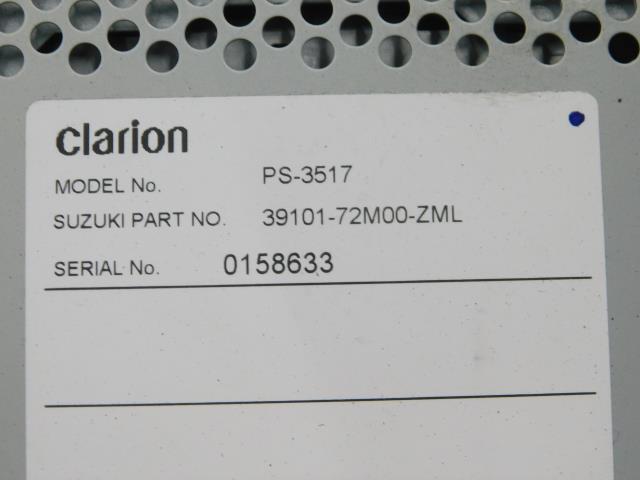 clarion
MODEL No. PS-3517
SUZUKI PART NO. 39101-72M00-ZML
SERIAL No. 0158633